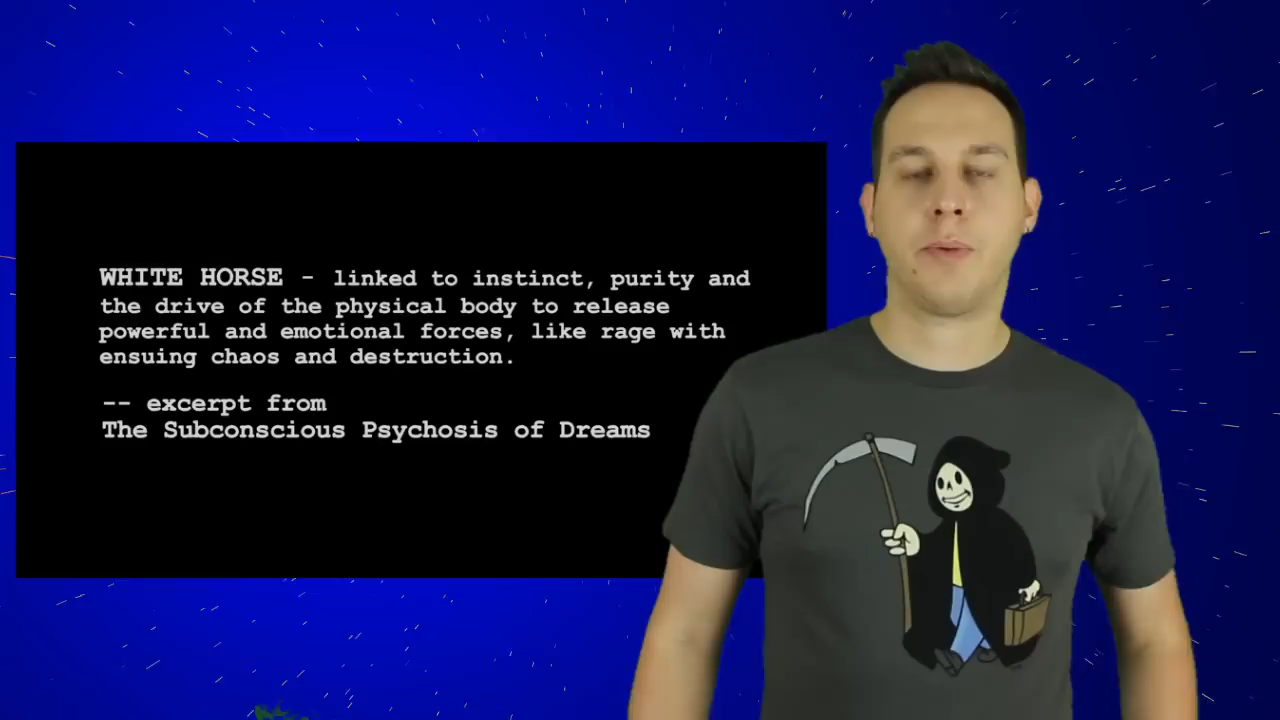 WHITE HORSE - linked to instinct, purity and
the drive of the physical body to release
powerful and emotional forces, like rage with
ensuing chaos and destruction.
-- excerpt from
The Subconscious Psychosis of Dreams